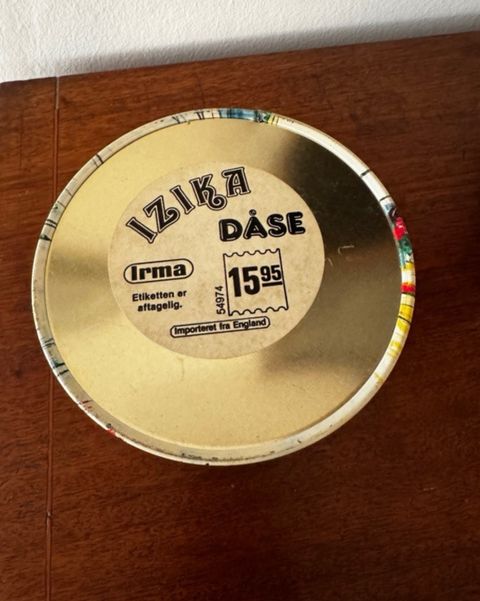 IZIKA
DÅSE
Irma
Etiketten er
aftagelig.
54974
15 95
Importeret fra England